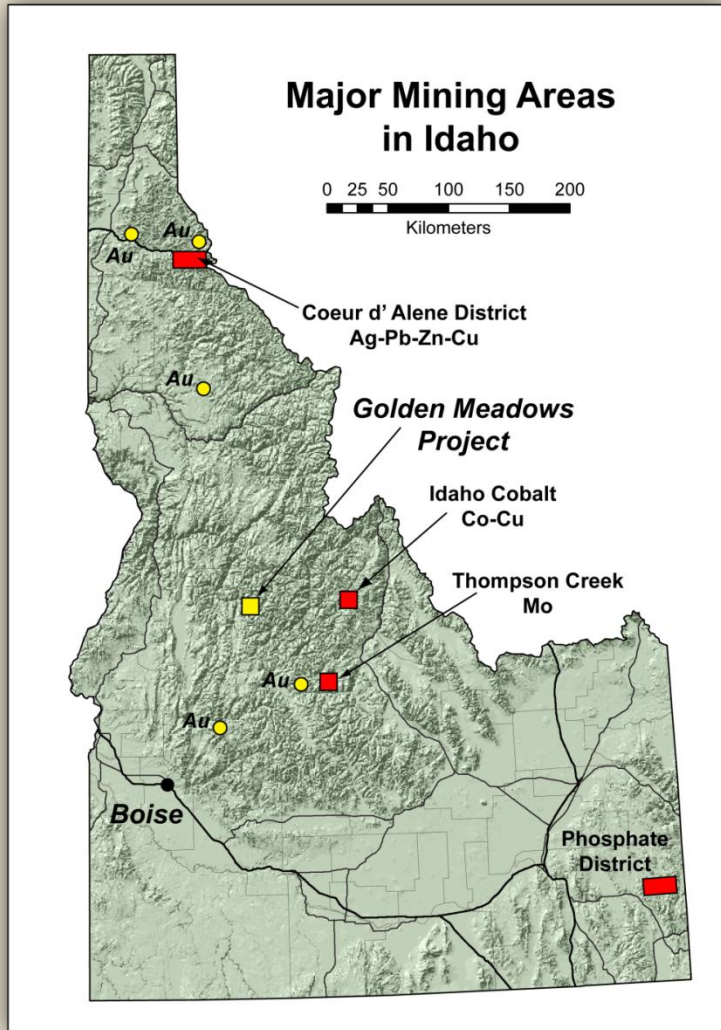 Major Mining Areas
in Idaho
0 25 50 100 150 200
Kilometers
Au
Au
Coeur d' Alene District
Ag-Pb-Zn-Cu
Au
Golden Meadows
Project
Idaho Cobalt
Co-Cu
Thompson Creek
Mo
Au
Au
Boise
Phosphate
District